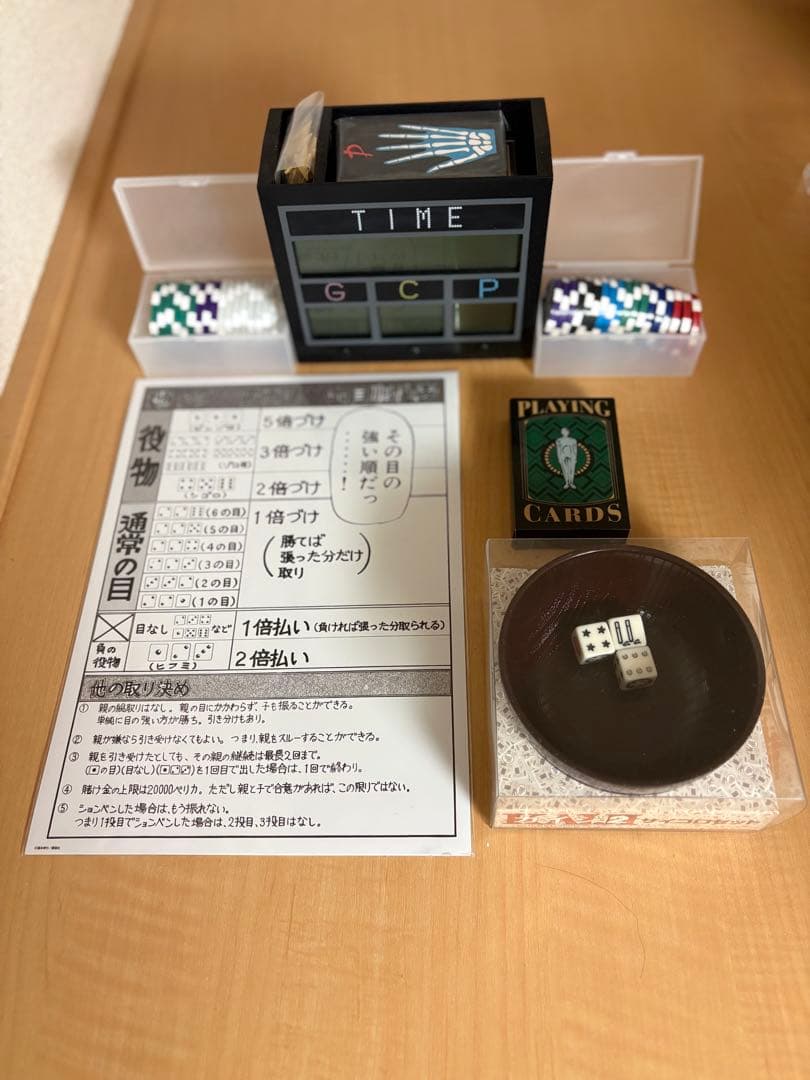 TIME
G C P
PLAYING
CARDS
役物
5倍づけ
3倍づけ
(シゴロ)
2倍づけ
その目の
強い順だっ
………!
通常の目
(6の目)
(5の目)
(4の目)
(3の目)
(2の目)
(1の目)
1倍づけ
(勝てば
張った分だけ
取り)
目なし など
1倍払い (負ければ張った分取られる)
負の
役物
(ヒフミ)
2倍払い
他の取り決め
① 親の総取りはなし。親の目にかかわらず、子も振ることができる。
単純に目の強い方が勝ち。引き分けもあり。
② 親が嫌なら引き受けなくてもよい。つまり、親をスルーすることができる。
③ 親を引き受けたとしても、その親の継続は最長2回まで。
の目)(目なし)を1回目で出した場合は、1回で終わり。
④ 賭け金の上限は20000ペリカ。ただし親と子で合意があれば、この限りではない。
⑤ ションベンした場合は、もう振れない。
つまり1投目でションベンした場合は、2投目、3投目はなし。